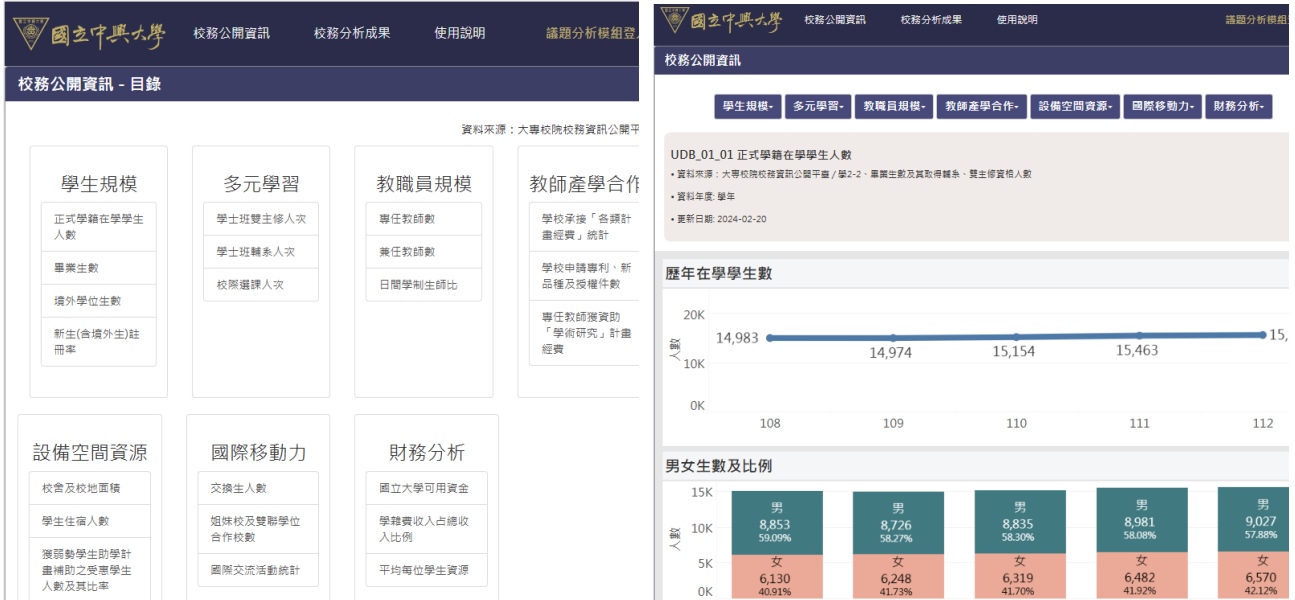 國立中興大學
校務公開資訊
校務分析成果
使用說明
議題分析模組登
校務公開資訊 - 目錄
資料來源：大專校院校務資訊公開平
學生規模
正式學籍在學學生
人數
畢業生數
境外學位生數
新生(含境外生)註
冊率
多元學習
學士班雙主修人次
學士班輔系人次
校際選課人次
教職員規模
專任教師數
兼任教師數
日間學制生師比
教師產學合作
學校承接「各類計
畫經費」統計
學校申請專利、新
品種及授權件數
專任教師獲資助
「學術研究」計畫
經費
設備空間資源
校舍及校地面積
學生住宿人數
獲弱勢學生助學計
畫補助之受惠學生
人數及其比率
國際移動力
交換生人數
姐妹校及雙聯學位
合作校數
國際交流活動統計
財務分析
國立大學可用資金
學雜費收入占總收
入比例
平均每位學生資源
國立中興大學
校務公開資訊
校務分析成果
使用說明
議題分析模組
校務公開資訊
學生規模
多元學習
教職員規模
教師產學合作
設備空間資源
國際移動力
財務分析
UDB_01_01 正式學籍在學學生人數
• 資料來源：大專校院校務資訊公開平臺 / 學2-2、畢業生數及其取得輔系、雙主修資格人數
• 資料年度: 學年
• 更新日期: 2024-02-20
歷年在學學生數
人數
20K
10K
0K
14,983
14,974
15,154
15,463
15,
108
109
110
111
112
男女生數及比例
人數
15K
10K
5K
0K
男
8,853
59.09%
女
6,130
40.91%
男
8,726
58.27%
女
6,248
41.73%
男
8,835
58.30%
女
6,319
41.70%
男
8,981
58.08%
女
6,482
41.92%
男
9,027
57.88%
女
6,570
42.12%